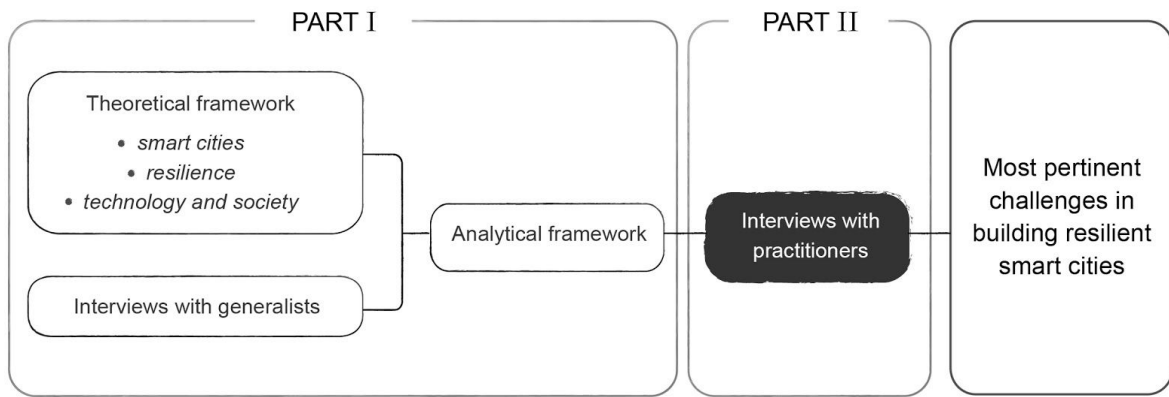 PART I
Theoretical framework
• smart cities
• resilience
• technology and society
Interviews with generalists
Analytical framework
PART II
Interviews with
practitioners
Most pertinent
challenges in
building resilient
smart cities